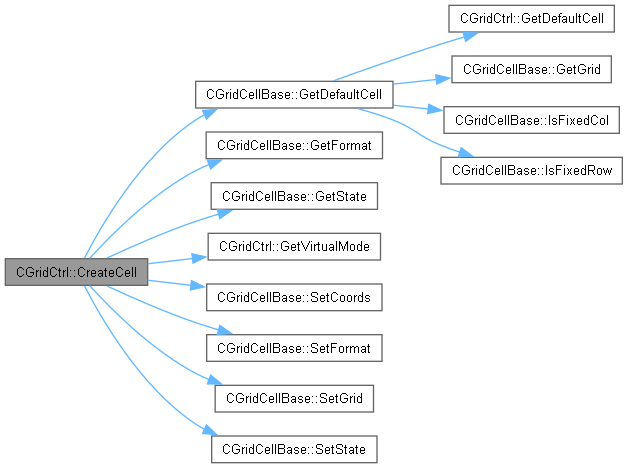 CGridCtrl::CreateCell
CGridCellBase::GetDefaultCell
CGridCtrl::GetDefaultCell
CGridCellBase::GetGrid
CGridCellBase::IsFixedCol
CGridCellBase::IsFixedRow
CGridCellBase::GetFormat
CGridCellBase::GetState
CGridCtrl::GetVirtualMode
CGridCellBase::SetCoords
CGridCellBase::SetFormat
CGridCellBase::SetGrid
CGridCellBase::SetState